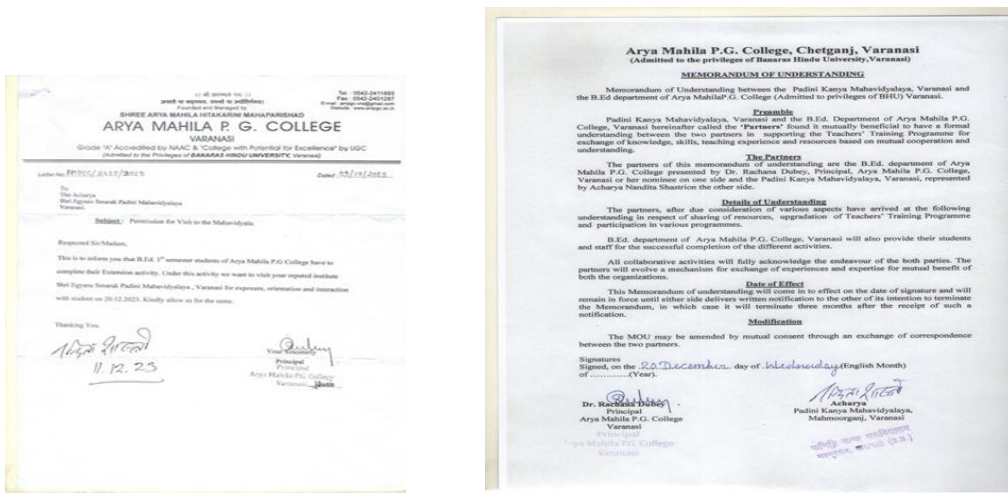 ।। श्री आर्यमाते नमः ।।
Founded and Managed by
SHREE ARYA MAHILA HITAKARINI MAHAPARISHAD
ARYA MAHILA P. G. COLLEGE
VARANASI
Grade "A" Accredited by NAAC & "College with Potential for Excellence" by UGC
(Admitted to the Privileges of BANARAS HINDU UNIVERSITY, Varanasi)
Tel : 0542-2411893
Letter No.
Dated
To
The Acharya
Shri Jigyasu Smarak Padini Mahavidyalaya
Varanasi.
Subject: Permission for Visit to the Mahavidyala.
Respected Sir/Madam,
This is to inform you that B.Ed. 1st semester students of Arya Mahila P.G College have to
complete their Extension activity. Under this activity we want to visit your reputed institute
Shri Jigyasu Smarak Padini Mahavidyalaya , Varanasi for exposure, orientation and interaction
with student on 20.12.2023. Kindly allow us for the same.
Thanking You.
11.12.23
Your Sincerely
Principal
Principal
Arya Mahila P.G College
Varanasi
Arya Mahila P.G. College, Chetganj, Varanasi
(Admitted to the privileges of Banaras Hindu University,Varanasi)
MEMORANDUM OF UNDERSTANDING
Memorandum of Understanding between the Padini Kanya Mahavidyalaya, Varanasi and
the B.Ed department of Arya MahilaP.G. College (Admitted to privileges of BHU) Varanasi.
Preamble
Padini Kanya Mahavidyalaya, Varanasi and the B.Ed. Department of Arya Mahila P.G.
College, Varanasi hereinafter called the 'Partners' found it mutually beneficial to have a formal
understanding between the two partners in supporting the Teachers' Training Programme for
exchange of knowledge, skills, teaching experience and resources based on mutual cooperation and
understanding.
The Partners
The partners of this memorandum of understanding are the B.Ed. department of Arya
Mahila P.G. College presented by Dr. Rachana Dubey, Principal, Arya Mahila P.G. College,
Varanasi or her nominee on one side and the Padini Kanya Mahavidyalaya, Varanasi, represented
by Acharya Nandita Shastrion the other side.
Details of Understanding
The partners, after due consideration of various aspects have arrived at the following
understanding in respect of sharing of resources, upgradation of Teachers' Training Programme
and participation in various programmes.
B.Ed. department of Arya Mahila P.G. College, Varanasi will also provide their students
and staff for the successful completion of the different activities.
All collaborative activities will fully acknowledge the endeavour of the both parties. The
partners will evolve a mechanism for exchange of experiences and expertise for mutual benefit of
both the organizations.
Date of Effect
This Memorandum of understanding will come in to effect on the date of signature and will
remain in force until either side delivers written notification to the other of its intention to terminate
the Memorandum, in which case it will terminate three months after the receipt of such a
notification.
Modification
The MOU may be amended by mutual consent through an exchange of correspondence
between the two partners.
Signatures
Signed, on the 20 December day of Wednesday (English Month)
of ............(Year).
Dr. Rachana Dubey
Principal
Arya Mahila P.G. College
Varanasi
Principal
Arya Mahila P.G College
Varanasi
Acharya
Padini Kanya Mahavidyalaya,
Mahmoorganj, Varanasi